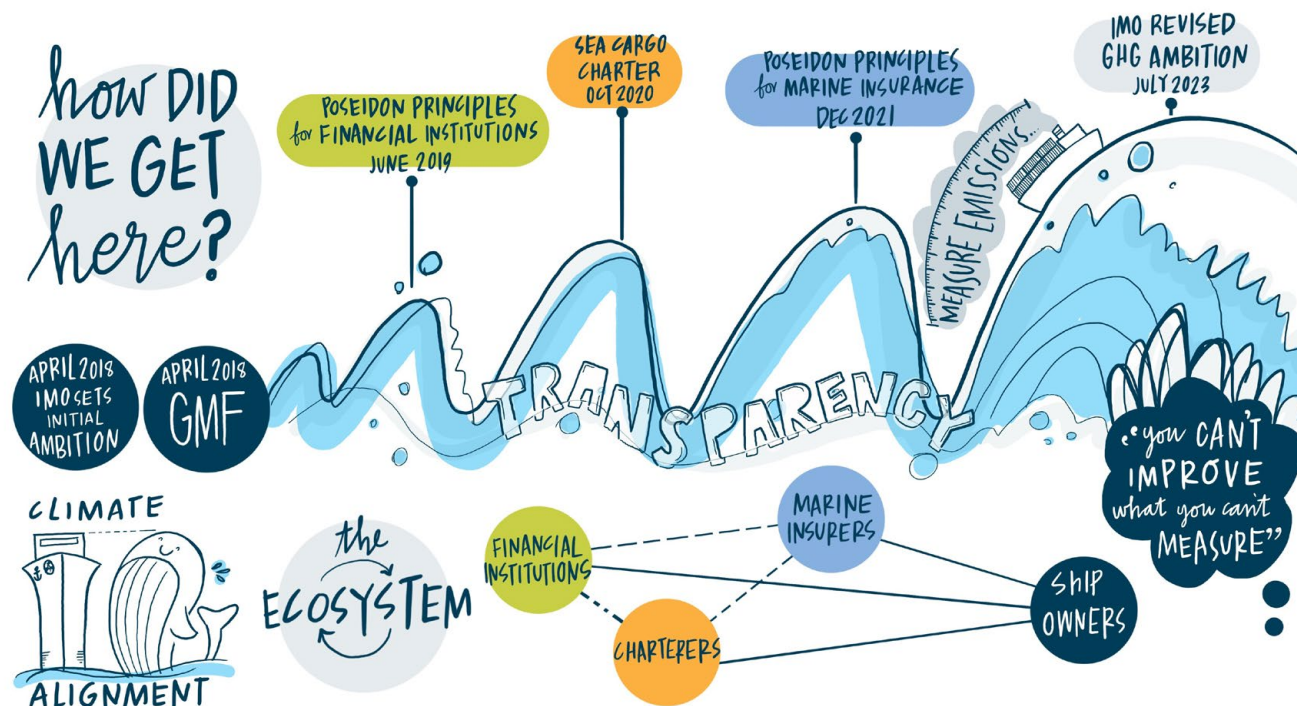 how DID
WE GET
here?
POSEIDON PRINCIPLES
for FINANCIAL INSTITUTIONS
JUNE 2019
SEA CARGO
CHARTER
OCT 2020
POSEIDON PRINCIPLES
for MARINE INSURANCE
DEC 2021
IMO REVISED
GHG AMBITION
JULY 2023
MEASURE EMISSIONS...
APRIL 2018
IMO SETS
INITIAL
AMBITION
APRIL 2018
GMF
TRANSPARENCY
"you CAN'T
IMPROVE
what you can't
MEASURE"
CLIMATE
ALIGNMENT
the
ECOSYSTEM
FINANCIAL
INSTITUTIONS
MARINE
INSURERS
CHARTERERS
SHIP
OWNERS